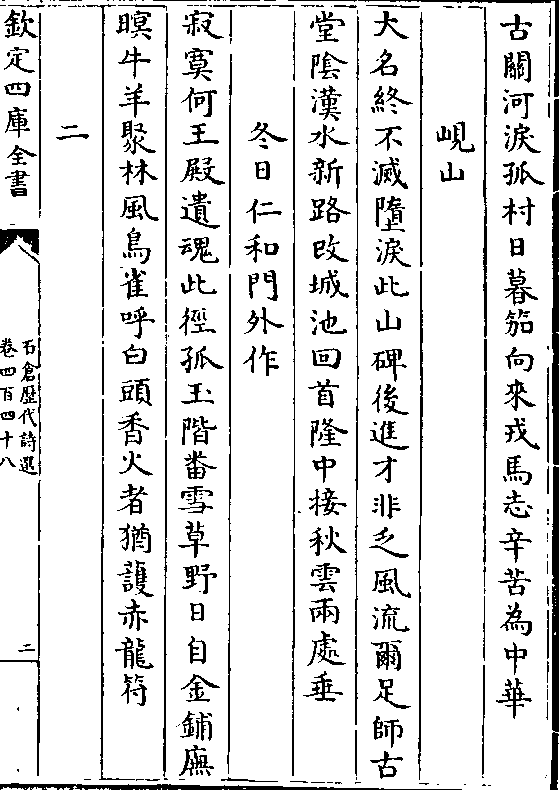 古關河淚孤村日暮笳向來戎馬志辛苦為中華
峴山
大名終不滅墮淚此山碑後進才非乏風流爾足師古
堂陰漢水新路改城池回首隆中接秋雲兩處垂
冬日仁和門外作
寂寞何王殿遺魂此徑孤玉階畨雪草野日自金鋪廡
暝牛羊聚林風鳥雀呼白頭香火者猶護赤龍符
二
欽定四庫全書
石倉歷代詩選
卷四百四十八
二